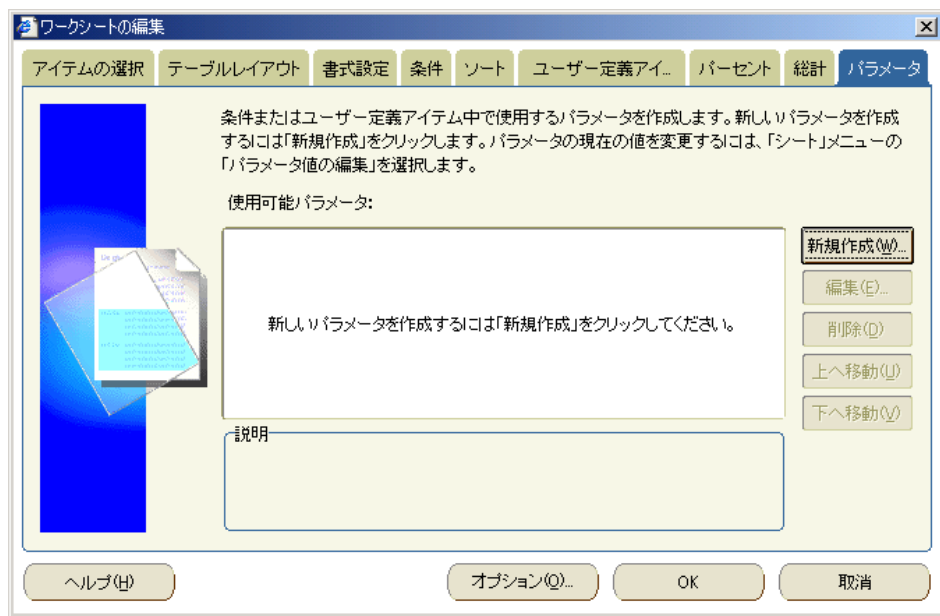 ワークシートの編集
アイテムの選択 テーブルレイアウト 書式設定 条件 ソート ユーザー定義アイ... パーセント 総計 パラメータ
条件またはユーザー定義アイテム中で使用するパラメータを作成します。新しいパラメータを作成
するには「新規作成」をクリックします。パラメータの現在の値を変更するには、「シート」メニューの
「パラメータ値の編集」を選択します。
使用可能パラメータ:
新規作成(W)...
編集(E)...
新しいパラメータを作成するには「新規作成」をクリックしてください。
削除(D)
上へ移動(U)
下へ移動(V)
説明
ヘルプ(H) オプション(O)... OK 取消